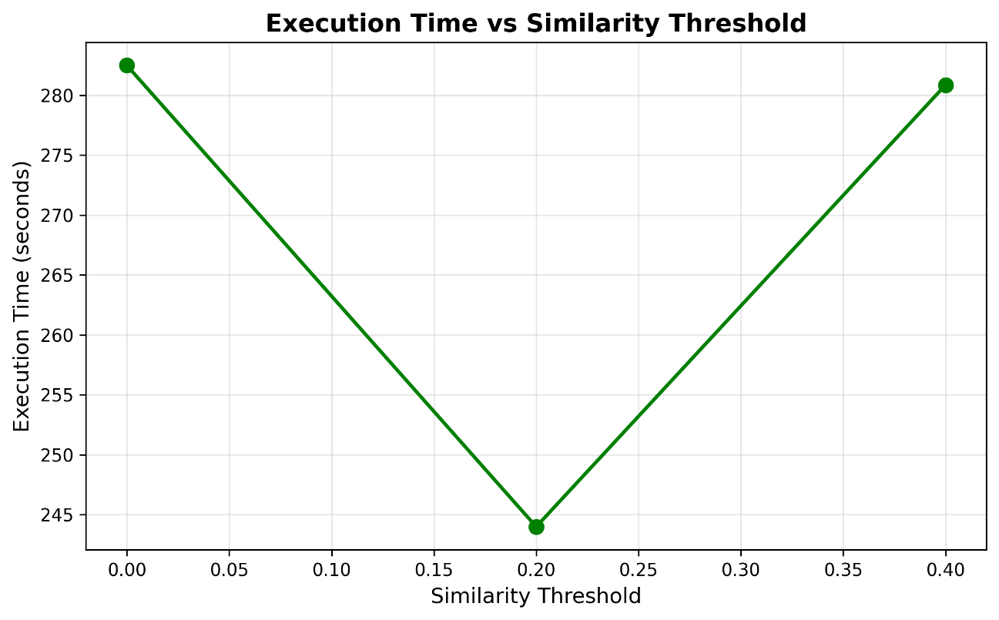 Execution Time vs Similarity Threshold
Execution Time (seconds)
280
275
270
265
260
255
250
245
0.00 0.05 0.10 0.15 0.20 0.25 0.30 0.35 0.40
Similarity Threshold